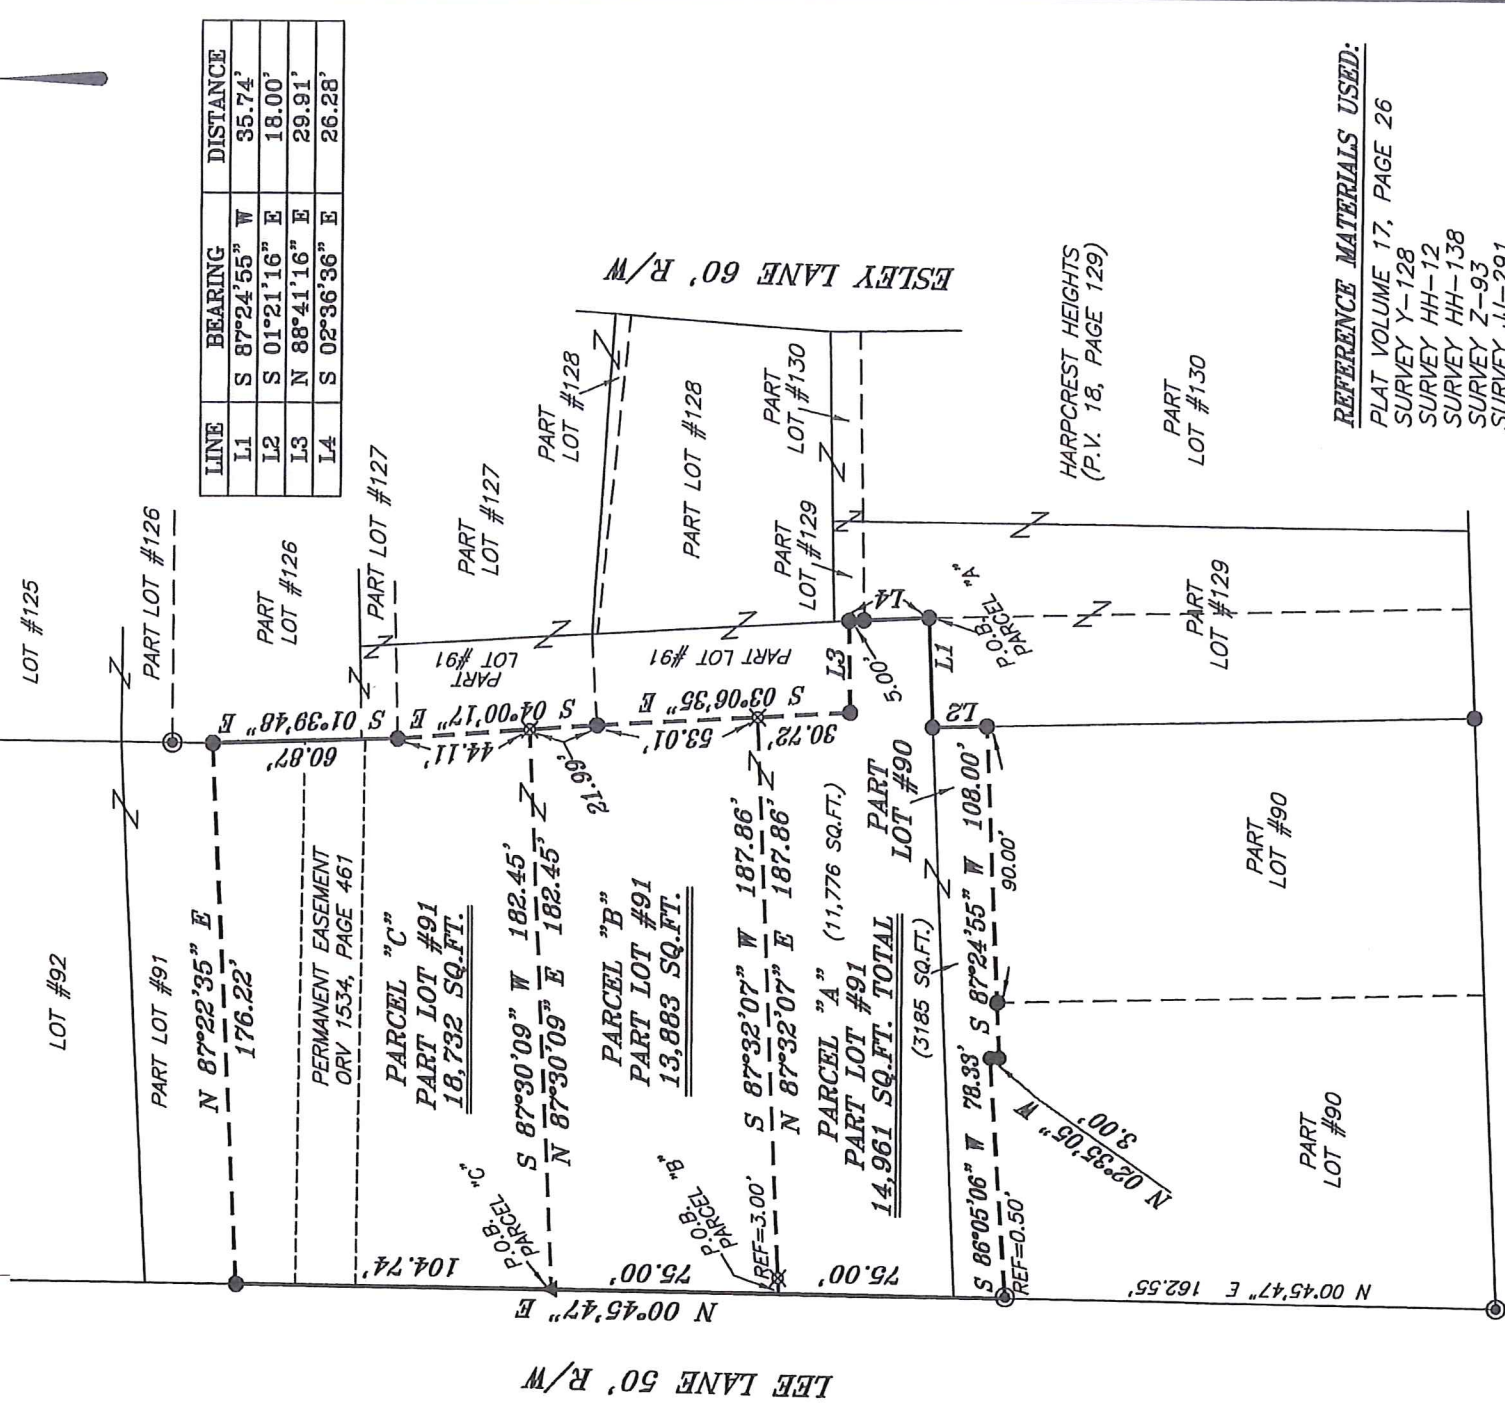 LINE BEARING DISTANCE
L1 S 87°24'55" W 35.74'
L2 S 01°21'16" E 18.00'
L3 N 88°41'16" E 29.91'
L4 S 02°36'36" E 26.28'
LOT #125
PART LOT #126
PART
LOT #126
PART LOT #127
PART
LOT #127
PART
LOT #128
PART LOT #128
PART
LOT #130
PART
LOT #129
ESLEY LANE 60' R/W
HARPCREST HEIGHTS
(P.V. 18, PAGE 129)
PART
LOT #130
PART
LOT #129
REFERENCE MATERIALS USED:
PLAT VOLUME 17, PAGE 26
SURVEY Y-128
SURVEY HH-12
SURVEY HH-138
SURVEY Z-93
LOT #92
PART LOT #91
N 87°22'35" E
176.22'
S 01°39'48" E
60.87'
PERMANENT EASEMENT
ORV 1534, PAGE 461
PARCEL "C"
PART LOT #91
18,732 SQ.FT.
S 04°00'17" E
44.11'
21.99'
PART
LOT #91
S 87°30'09" W 182.45'
N 87°30'09" E 182.45'
PARCEL "B"
PART LOT #91
13,883 SQ.FT.
S 03°06'35" E
53.01'
30.72'
PART LOT #91
S 87°32'07" W 187.86'
N 87°32'07" E 187.86'
PARCEL "A"
(11,776 SQ.FT.)
PART LOT #91
14,961 SQ.FT. TOTAL
(3185 SQ.FT.)
PART
LOT #90
L3
L4
5.00'
L1
L2
P.O.B.
PARCEL "A"
S 86°05'06" W 78.33'
S 87°24'55" W 108.00'
90.00'
REF=0.50'
N 02°35'05" W
3.00'
PART
LOT #90
PART
LOT #90
P.O.B.
PARCEL "C"
P.O.B.
PARCEL "B"
REF=3.00'
104.74'
75.00'
75.00'
N 00°45'47" E
N 00°45'47" E 162.55'
LEE LANE 50' R/W